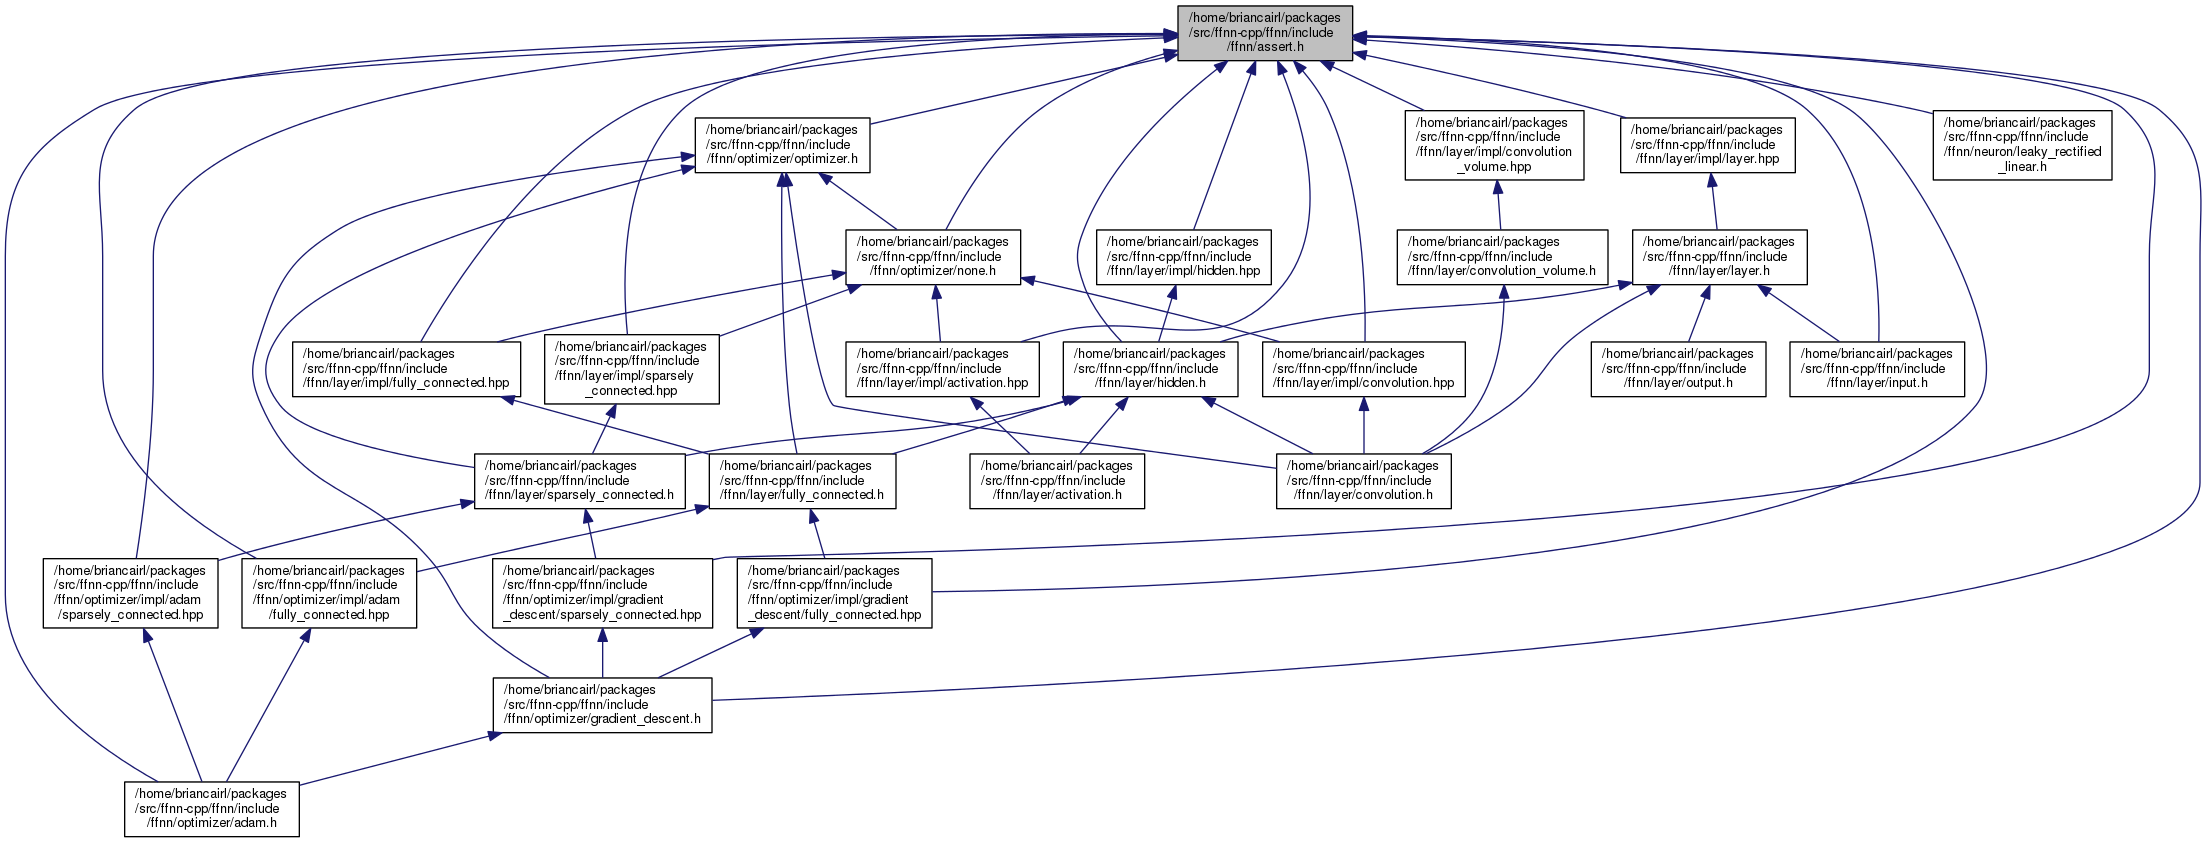 /home/briancairl/packages
/src/ffnn-cpp/ffnn/include
/ffnn/assert.h
/home/briancairl/packages
/src/ffnn-cpp/ffnn/include
/ffnn/optimizer/optimizer.h
/home/briancairl/packages
/src/ffnn-cpp/ffnn/include
/ffnn/layer/impl/convolution
_volume.hpp
/home/briancairl/packages
/src/ffnn-cpp/ffnn/include
/ffnn/layer/impl/layer.hpp
/home/briancairl/packages
/src/ffnn-cpp/ffnn/include
/ffnn/neuron/leaky_rectified
_linear.h
/home/briancairl/packages
/src/ffnn-cpp/ffnn/include
/ffnn/optimizer/none.h
/home/briancairl/packages
/src/ffnn-cpp/ffnn/include
/ffnn/layer/impl/hidden.hpp
/home/briancairl/packages
/src/ffnn-cpp/ffnn/include
/ffnn/layer/convolution_volume.h
/home/briancairl/packages
/src/ffnn-cpp/ffnn/include
/ffnn/layer/layer.h
/home/briancairl/packages
/src/ffnn-cpp/ffnn/include
/ffnn/layer/impl/fully_connected.hpp
/home/briancairl/packages
/src/ffnn-cpp/ffnn/include
/ffnn/layer/impl/sparsely
_connected.hpp
/home/briancairl/packages
/src/ffnn-cpp/ffnn/include
/ffnn/layer/impl/activation.hpp
/home/briancairl/packages
/src/ffnn-cpp/ffnn/include
/ffnn/layer/hidden.h
/home/briancairl/packages
/src/ffnn-cpp/ffnn/include
/ffnn/layer/impl/convolution.hpp
/home/briancairl/packages
/src/ffnn-cpp/ffnn/include
/ffnn/layer/output.h
/home/briancairl/packages
/src/ffnn-cpp/ffnn/include
/ffnn/layer/input.h
/home/briancairl/packages
/src/ffnn-cpp/ffnn/include
/ffnn/layer/sparsely_connected.h
/home/briancairl/packages
/src/ffnn-cpp/ffnn/include
/ffnn/layer/fully_connected.h
/home/briancairl/packages
/src/ffnn-cpp/ffnn/include
/ffnn/layer/activation.h
/home/briancairl/packages
/src/ffnn-cpp/ffnn/include
/ffnn/layer/convolution.h
/home/briancairl/packages
/src/ffnn-cpp/ffnn/include
/ffnn/optimizer/impl/adam
/sparsely_connected.hpp
/home/briancairl/packages
/src/ffnn-cpp/ffnn/include
/ffnn/optimizer/impl/adam
/fully_connected.hpp
/home/briancairl/packages
/src/ffnn-cpp/ffnn/include
/ffnn/optimizer/impl/gradient
_descent/sparsely_connected.hpp
/home/briancairl/packages
/src/ffnn-cpp/ffnn/include
/ffnn/optimizer/impl/gradient
_descent/fully_connected.hpp
/home/briancairl/packages
/src/ffnn-cpp/ffnn/include
/ffnn/optimizer/gradient_descent.h
/home/briancairl/packages
/src/ffnn-cpp/ffnn/include
/ffnn/optimizer/adam.h